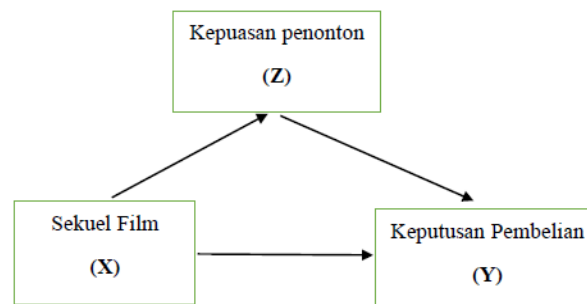 Kepuasan penonton
(Z)
Sekuel Film
(X)
Keputusan Pembelian
(Y)